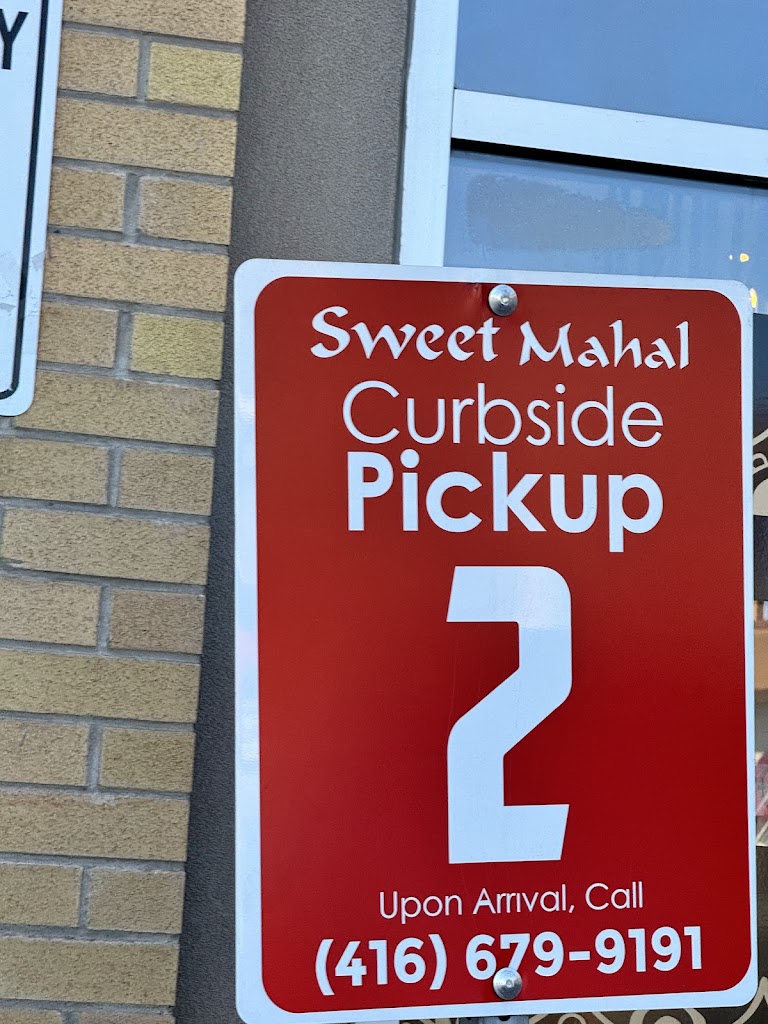 Y
Sweet Mahal
Curbside
Pickup
2
Upon Arrival, Call
(416) 679-9191